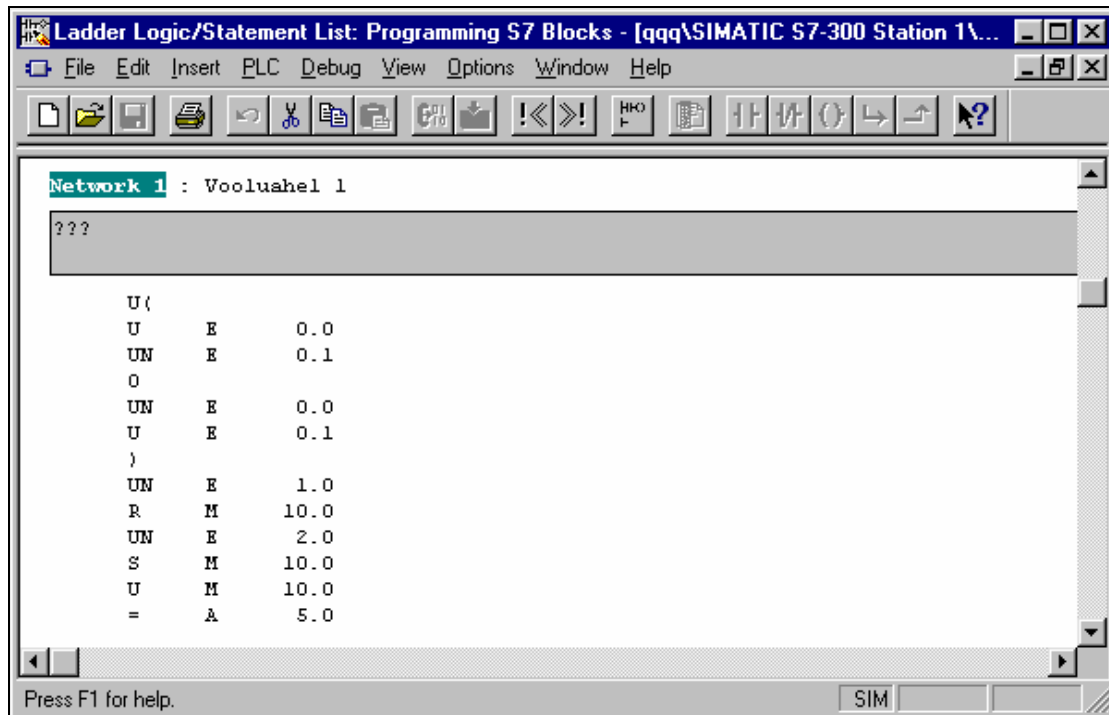 Ladder Logic/Statement List: Programming S7 Blocks - [qqq\SIMATIC S7-300 Station 1\...
File Edit Insert PLC Debug View Options Window Help
Network 1 : Vooluahel 1
???
U(
U E 0.0
UN E 0.1
O
UN E 0.0
U E 0.1
)
UN E 1.0
R M 10.0
UN E 2.0
S M 10.0
U M 10.0
= A 5.0
Press F1 for help. SIM